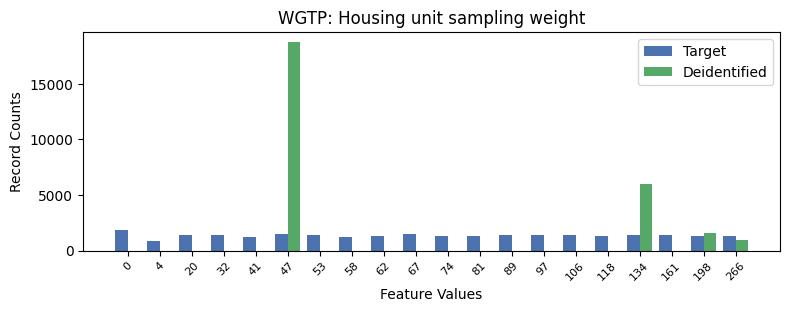 WGTP: Housing unit sampling weight
Target
Deidentified
Record Counts
15000
10000
5000
0
0 4 20 32 41 47 53 58 62 67 74 81 89 97 106 118 134 161 198 266
Feature Values